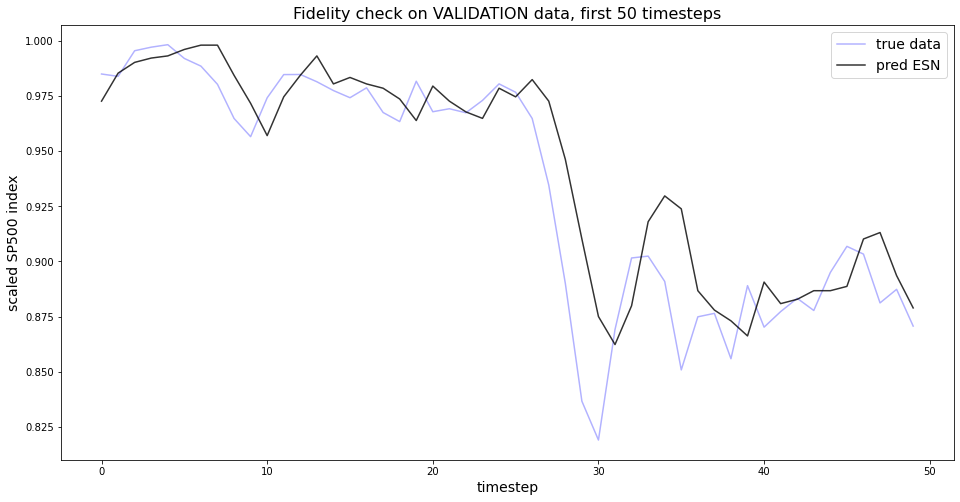 Fidelity check on VALIDATION data, first 50 timesteps
true data
pred ESN
scaled SP500 index
1.000
0.975
0.950
0.925
0.900
0.875
0.850
0.825
0
10
20
30
40
50
timestep